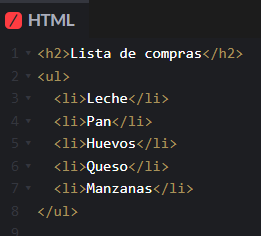 / HTML
1 <h2>Lista de compras</h2>
2 <ul>
3   <li>Leche</li>
4   <li>Pan</li>
5   <li>Huevos</li>
6   <li>Queso</li>
7   <li>Manzanas</li>
8 </ul>
9